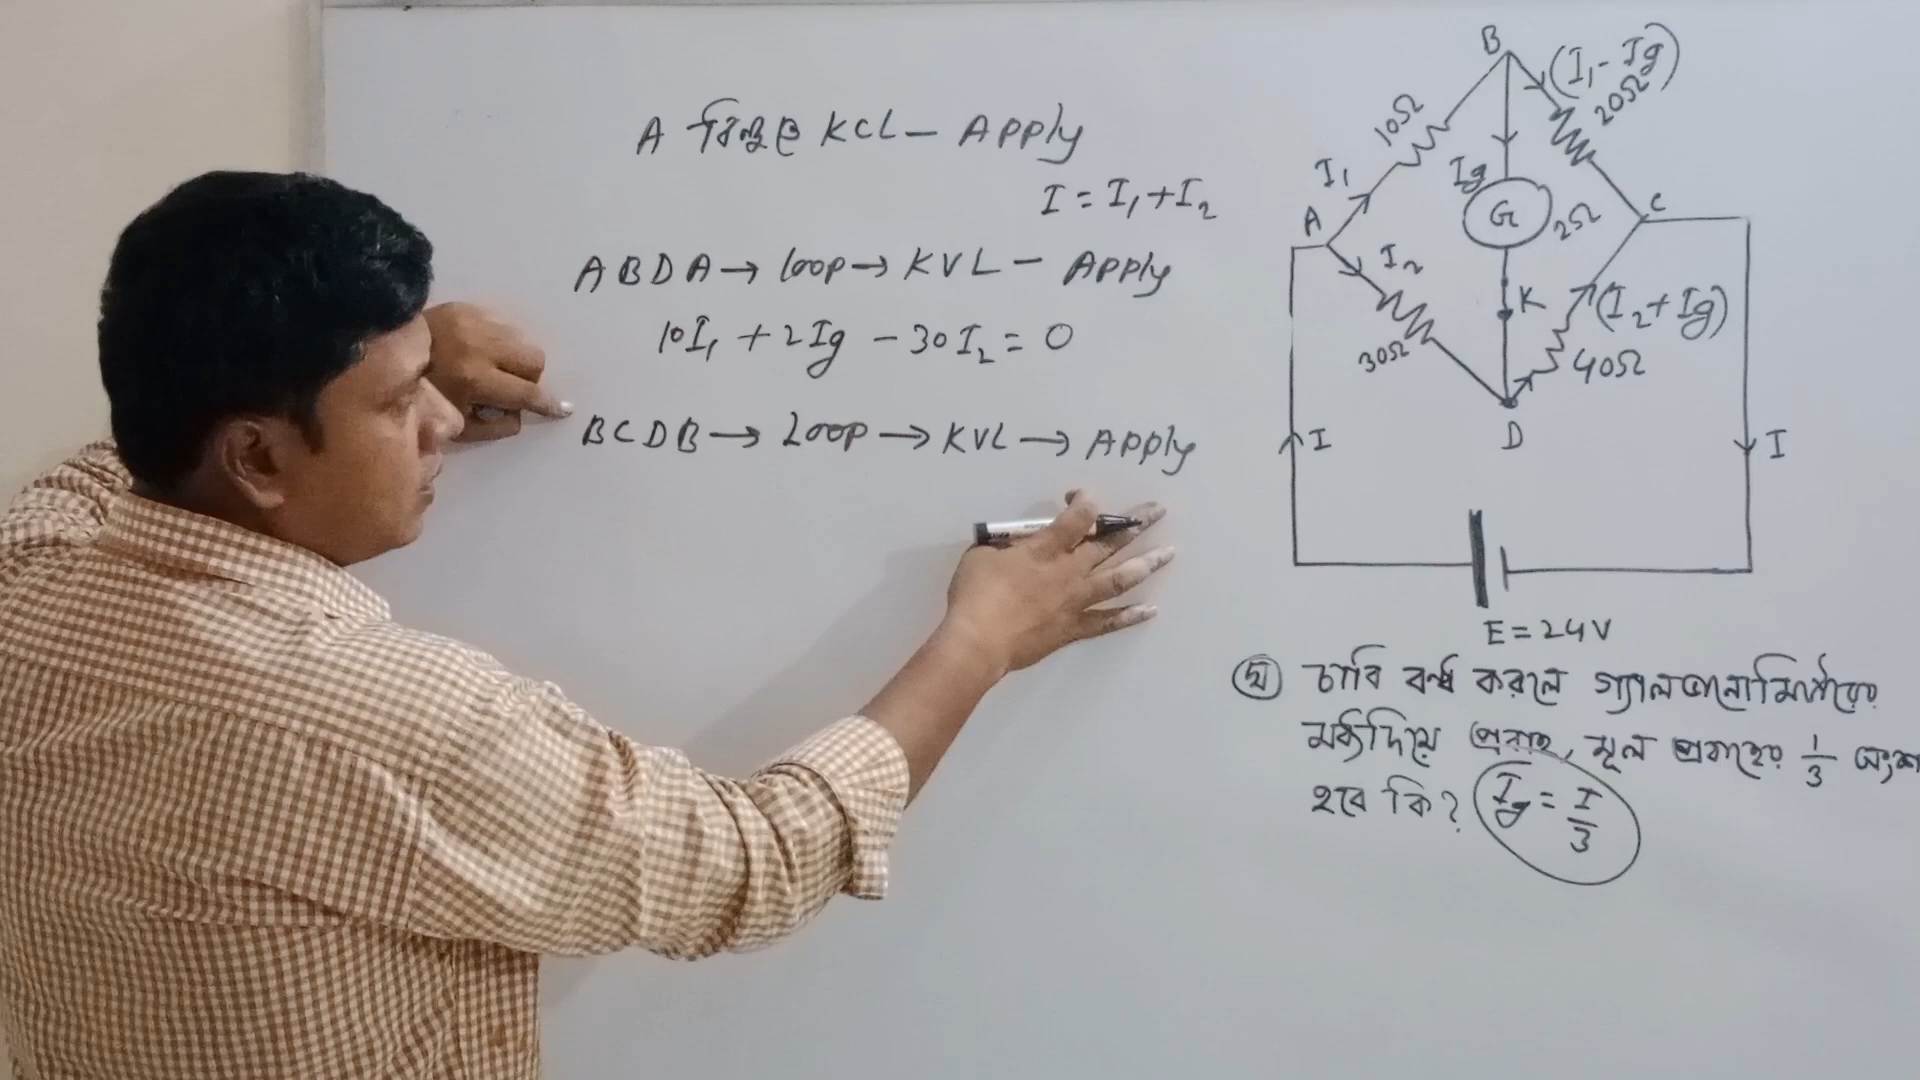 A বিন্দুতে KCL - Apply
I = I₁ + I₂
ABDA → loop → KVL - Apply
10I₁ + 2Ig - 30I₂ = 0
BCDB → Loop → KVL → Apply
B
(I₁ - Ig)
10Ω
20Ω
I₁
Ig
G
2Ω
A
C
I₂
K
(I₂ + Ig)
30Ω
40Ω
D
I
I
E = 24V
ঘ চাবি বন্ধ করলে গ্যালভানোমিটারের
মধ্যদিয়ে প্রবাহ, মূল প্রবাহের 1/3 অংশ
হবে কি? Ig = I/3